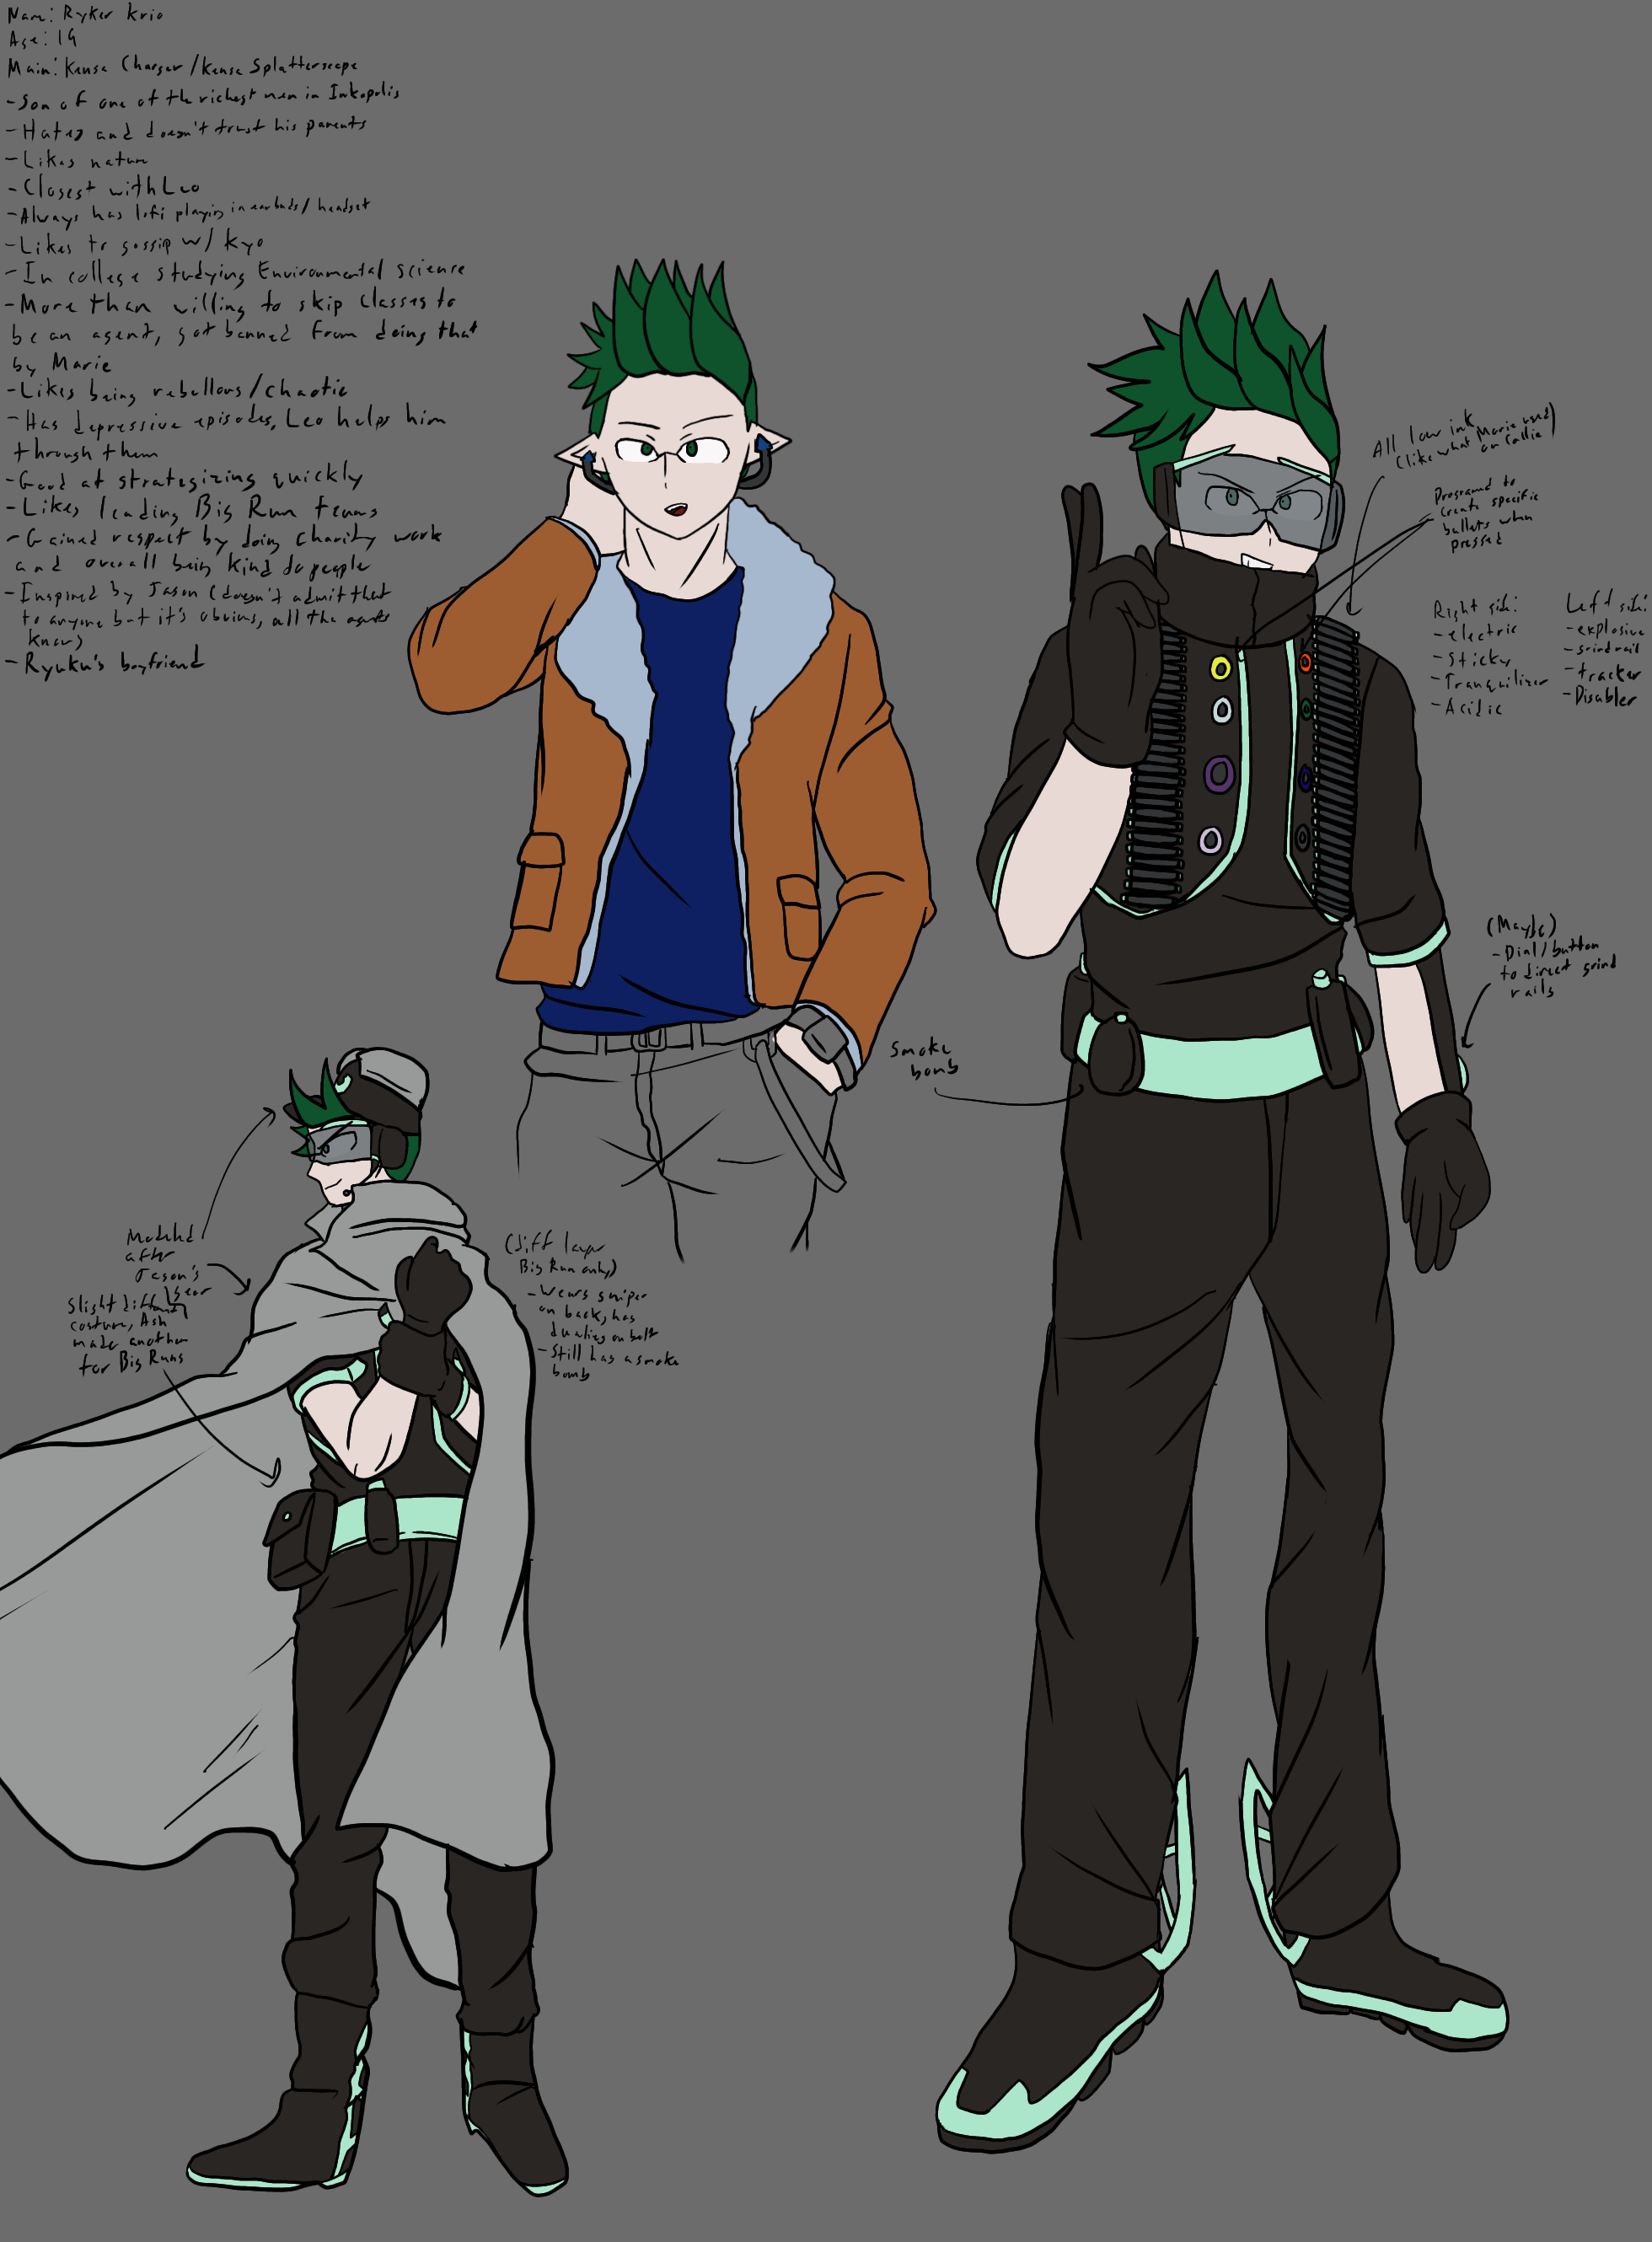 Nam: Ryker Krio
Age: 19
Main: Kensa Charger/Kensa Splatterscope
-Son of one of the richest men in Inkopolis
-Hates and doesn't trust his parents
-Likes nature
-Closest with Leo
-Always has lofi playing in earbuds/headset
-Likes to gossip w/ Kyo
-In college studying Environmental science
-More than willing to skip classes to
be an agent, got banned from doing that
by Marie
-Likes being rebellous/chaotic
-Has depressive episodes, Leo helps him
through them
-Good at strategizing quickly
-Likes leading Big Run teams
-Gained respect by doing charity work
and overall being kind to people
-Inspired by Jason (doesn't admit that
to anyone but it's obvious, all the agents
know)
-Ryuku's boyfriend
All low ink
(like what Marie used
on Callie)
Programed to
create specific
bullets when
pressed
Right side:
-electric
-Sticky
-Tranquilizer
-Acidic
Left side:
-explosive
-grindrail
-tracker
-Disabler
(Maybe)
-Dial/button
to direct grind
rails
Smoke
bomb
Modeled
after
Jason's
gear
Slight different
costume, Ash
made another
for Big Runs
(diff layer
Big Run only)
-Wears sniper
on back, has
dualies on belt
-Still has a smoke
bomb